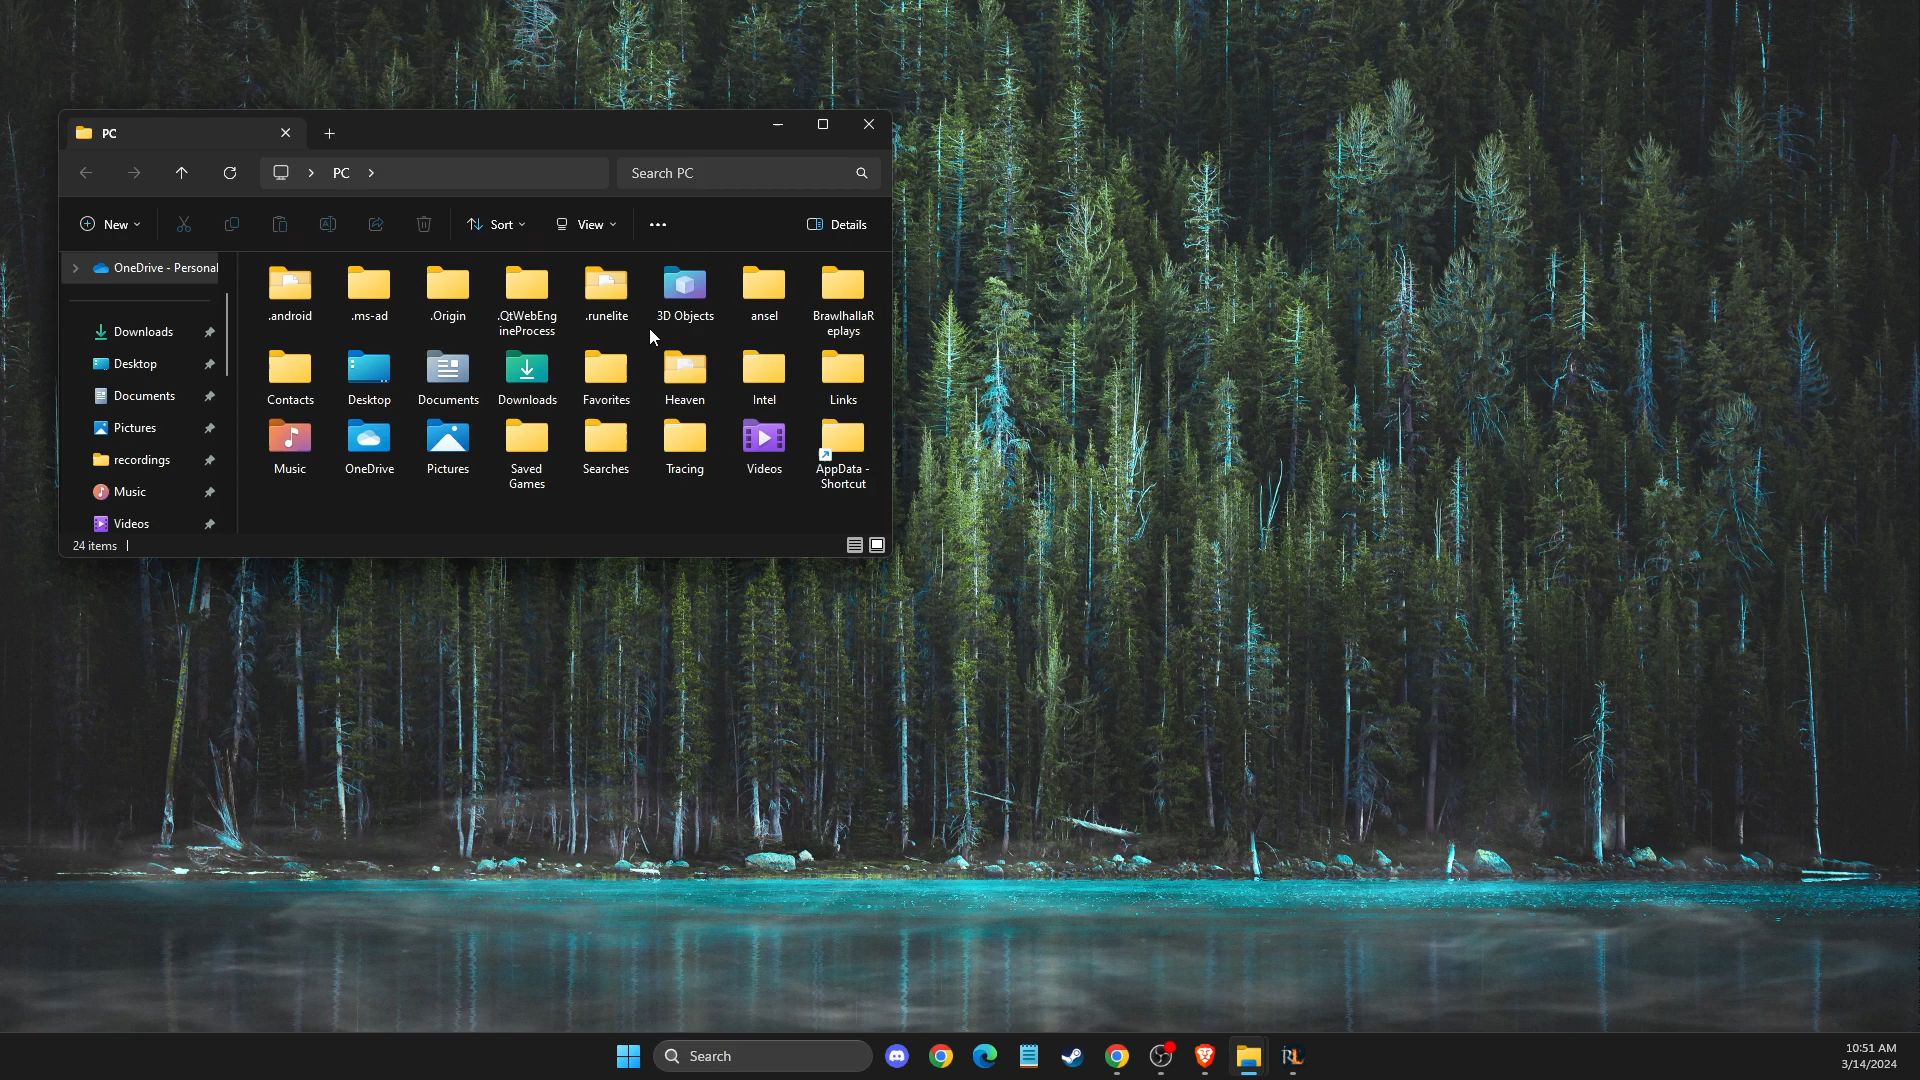 PC
PC
Search PC
New
Sort
View
Details
OneDrive - Personal
Downloads
Desktop
Documents
Pictures
recordings
Music
Videos
.android
.ms-ad
.Origin
.QtWebEng
ineProcess
.runelite
3D Objects
ansel
BrawlhallaR
eplays
Contacts
Desktop
Documents
Downloads
Favorites
Heaven
Intel
Links
Music
OneDrive
Pictures
Saved
Games
Searches
Tracing
Videos
AppData -
Shortcut
24 items
Search
RL
10:51 AM
3/14/2024